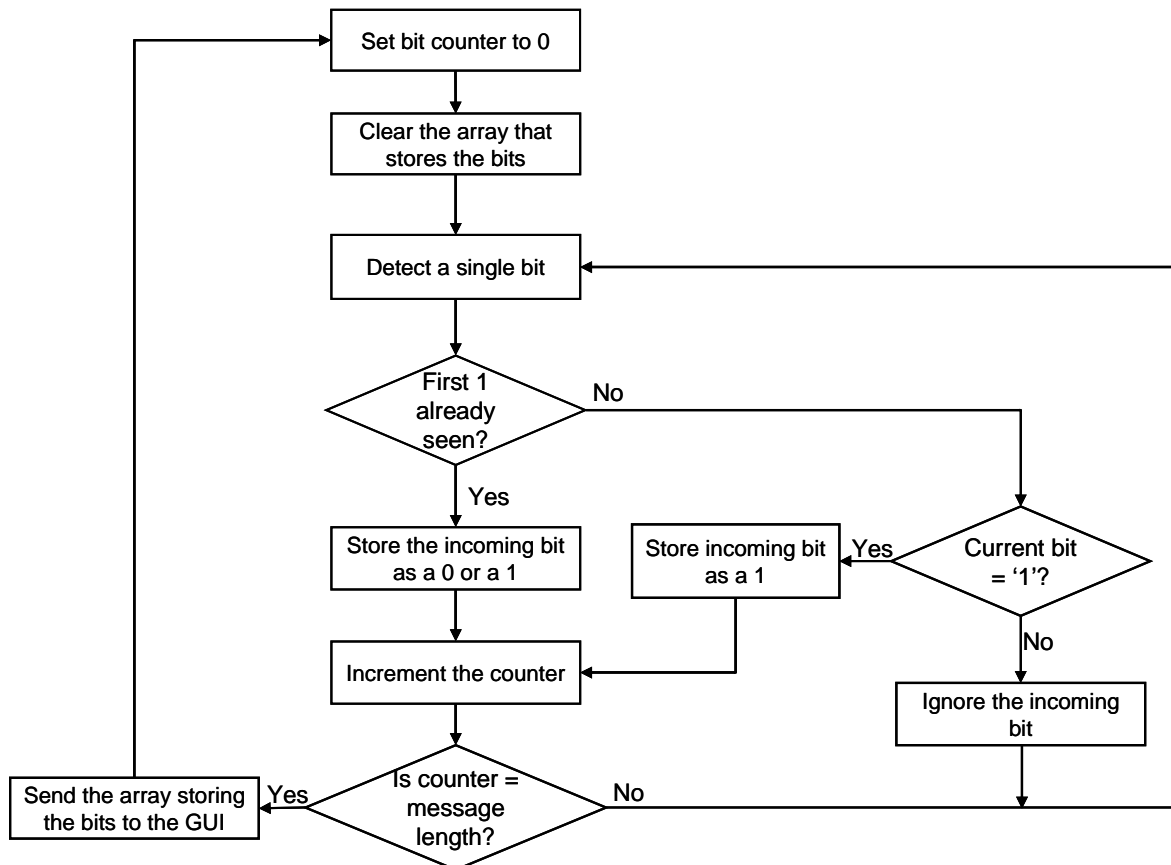 Set bit counter to 0
Clear the array that
stores the bits
Detect a single bit
First 1
already
seen?
No
Yes
Store the incoming bit
as a 0 or a 1
Store incoming bit
as a 1
Yes
Current bit
= ‘1’?
No
Increment the counter
Ignore the incoming
bit
Is counter =
message
length?
No
Yes
Send the array storing
the bits to the GUI